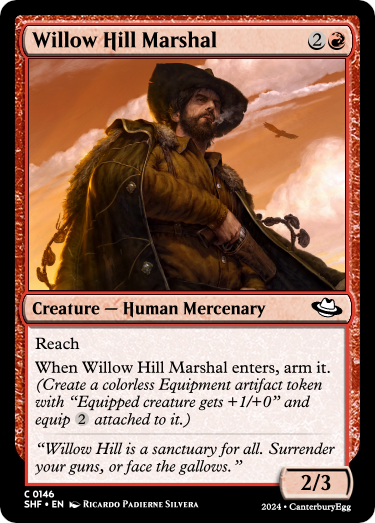 Willow Hill Marshal 2
Creature — Human Mercenary
Reach
When Willow Hill Marshal enters, arm it.
(Create a colorless Equipment artifact token
with “Equipped creature gets +1/+0” and
equip 2 attached to it.)
“Willow Hill is a sanctuary for all. Surrender
your guns, or face the gallows.”
2/3
C 0146
SHF • EN Ricardo Padierne Silvera
2024 • CanterburyEgg